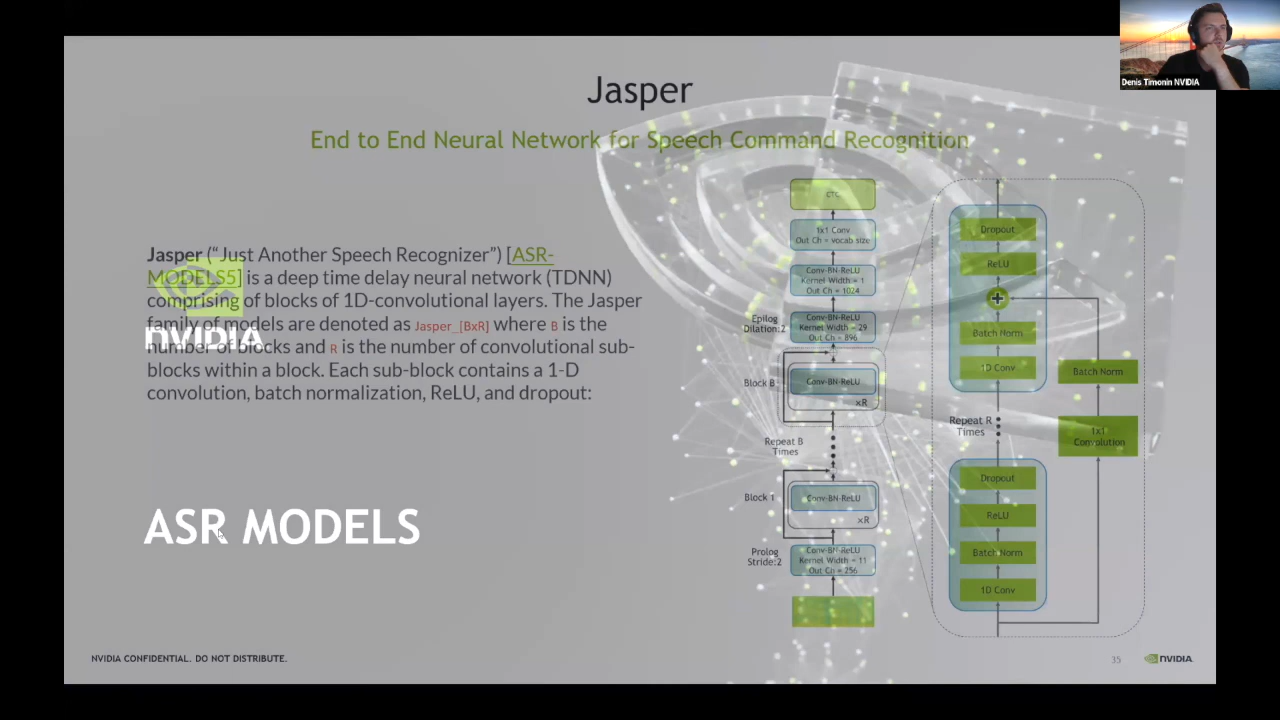 Denis Timonin NVIDIA
Jasper
End to End Neural Network for Speech Command Recognition
Jasper (“Just Another Speech Recognizer”) [ASR-
MODELS5] is a deep time delay neural network (TDNN)
comprising of blocks of 1D-convolutional layers. The Jasper
family of models are denoted as Jasper_[BxR] where B is the
number of blocks and R is the number of convolutional sub-
blocks within a block. Each sub-block contains a 1-D
convolution, batch normalization, ReLU, and dropout:
NVIDIA
ASR MODELS
CTC
1x1 Conv
Out Ch = vocab size
Conv-BN-ReLU
Kernel Width = 1
Out Ch = 1024
Epilog
Dilation:2
Conv-BN-ReLU
Kernel Width = 29
Out Ch = 896
Block B
Conv-BN-ReLU
×R
Repeat B
Times
Block 1
Conv-BN-ReLU
×R
Prolog
Stride:2
Conv-BN-ReLU
Kernel Width = 11
Out Ch = 256
Dropout
ReLU
Batch Norm
1D Conv
Batch Norm
Repeat R
Times
1x1
Convolution
Dropout
ReLU
Batch Norm
1D Conv
NVIDIA CONFIDENTIAL. DO NOT DISTRIBUTE.
35
NVIDIA